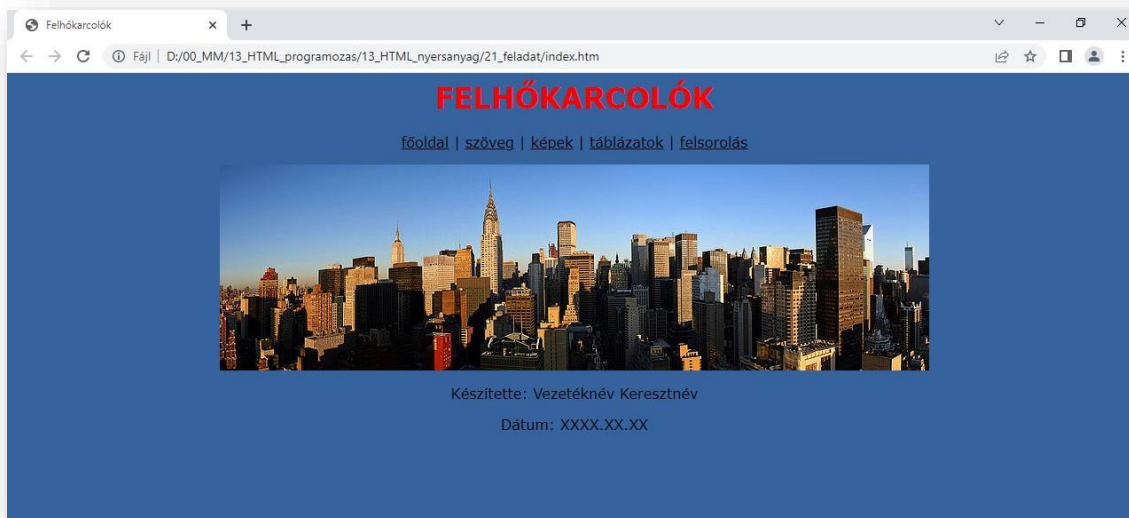 Felhőkarcolók
Fájl | D:/00_MM/13_HTML_programozas/13_HTML_nyersanyag/21_feladat/index.htm
FELHŐKARCOLÓK
főoldal | szöveg | képek | táblázatok | felsorolás
Készítette: Vezetéknév Keresztnév
Dátum: XXXX.XX.XX